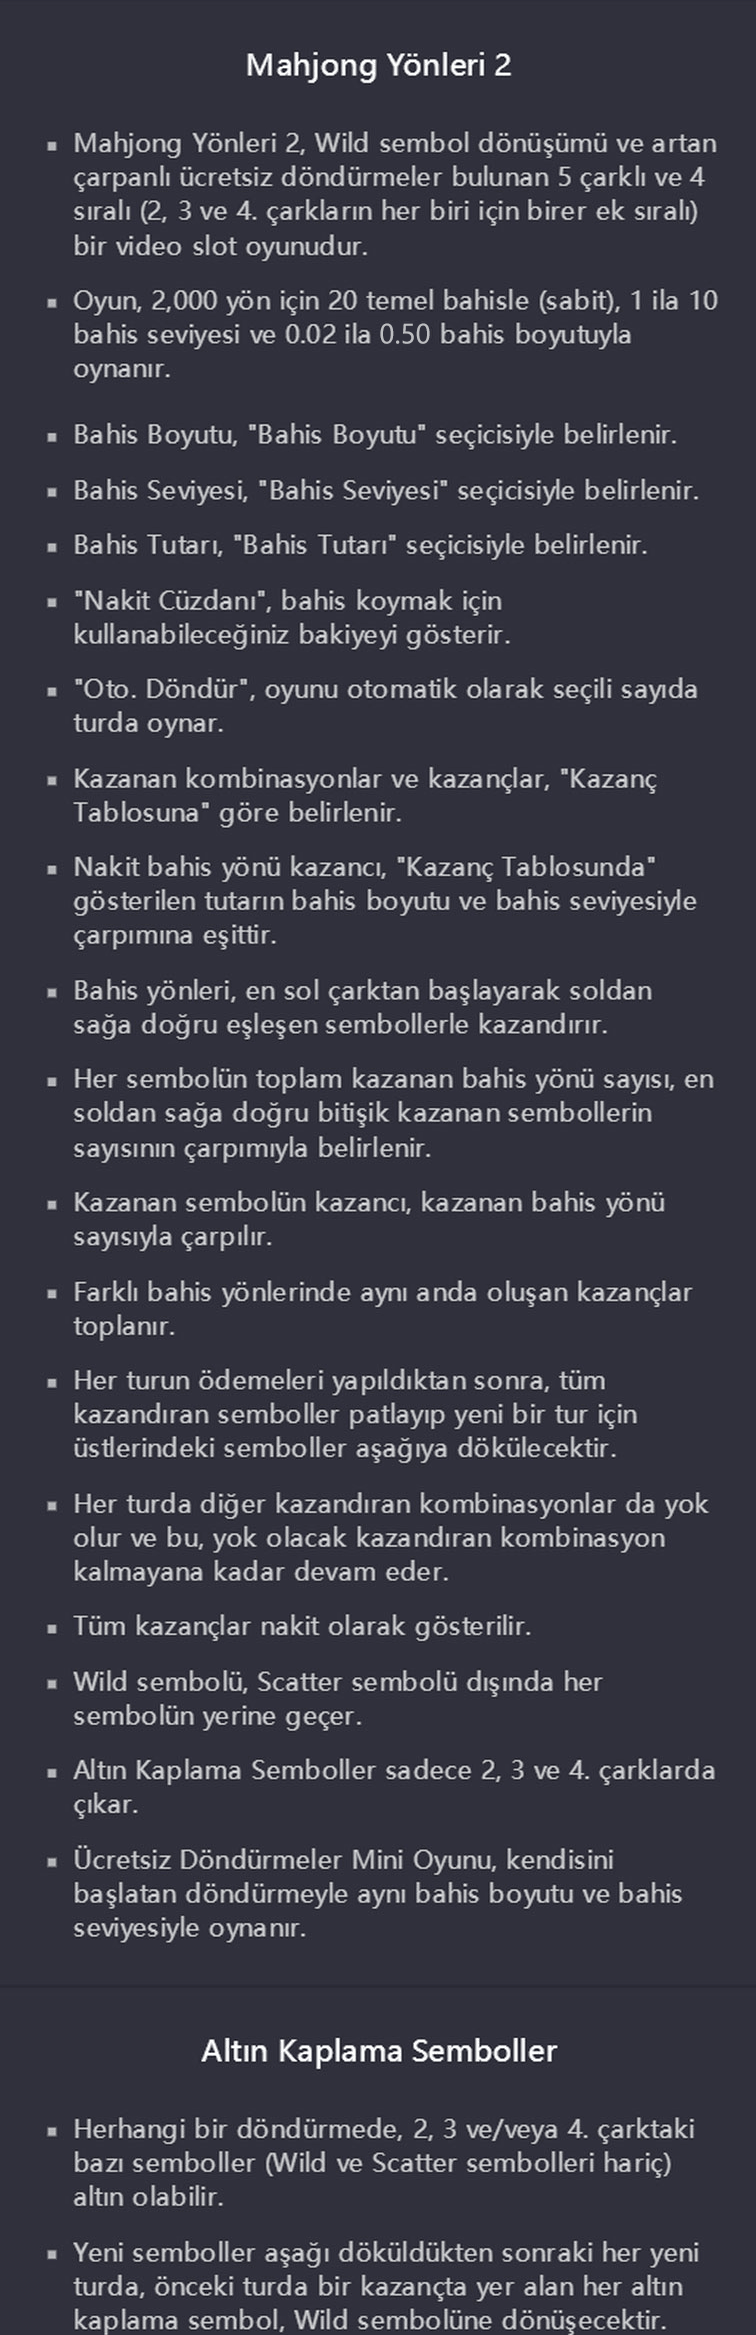 Mahjong Yönleri 2
▪ Mahjong Yönleri 2, Wild sembol dönüşümü ve artan
çarpanlı ücretsiz döndürmeler bulunan 5 çarklı ve 4
sıralı (2, 3 ve 4. çarkların her biri için birer ek sıralı)
bir video slot oyunudur.
▪ Oyun, 2,000 yön için 20 temel bahisle (sabit), 1 ila 10
bahis seviyesi ve 0.02 ila 0.50 bahis boyutuyla
oynanır.
▪ Bahis Boyutu, "Bahis Boyutu" seçicisiyle belirlenir.
▪ Bahis Seviyesi, "Bahis Seviyesi" seçicisiyle belirlenir.
▪ Bahis Tutarı, "Bahis Tutarı" seçicisiyle belirlenir.
▪ "Nakit Cüzdanı", bahis koymak için
kullanabileceğiniz bakiyeyi gösterir.
▪ "Oto. Döndür", oyunu otomatik olarak seçili sayıda
turda oynar.
▪ Kazanan kombinasyonlar ve kazançlar, "Kazanç
Tablosuna" göre belirlenir.
▪ Nakit bahis yönü kazancı, "Kazanç Tablosunda"
gösterilen tutarın bahis boyutu ve bahis seviyesiyle
çarpımına eşittir.
▪ Bahis yönleri, en sol çarktan başlayarak soldan
sağa doğru eşleşen sembollerle kazandırır.
▪ Her sembolün toplam kazanan bahis yönü sayısı, en
soldan sağa doğru bitişik kazanan sembollerin
sayısının çarpımıyla belirlenir.
▪ Kazanan sembolün kazancı, kazanan bahis yönü
sayısıyla çarpılır.
▪ Farklı bahis yönlerinde aynı anda oluşan kazançlar
toplanır.
▪ Her turun ödemeleri yapıldıktan sonra, tüm
kazandıran semboller patlayıp yeni bir tur için
üstlerindeki semboller aşağıya dökülecektir.
▪ Her turda diğer kazandıran kombinasyonlar da yok
olur ve bu, yok olacak kazandıran kombinasyon
kalmayana kadar devam eder.
▪ Tüm kazançlar nakit olarak gösterilir.
▪ Wild sembolü, Scatter sembolü dışında her
sembolün yerine geçer.
▪ Altın Kaplama Semboller sadece 2, 3 ve 4. çarklarda
çıkar.
▪ Ücretsiz Döndürmeler Mini Oyunu, kendisini
başlatan döndürmeyle aynı bahis boyutu ve bahis
seviyesiyle oynanır.
Altın Kaplama Semboller
▪ Herhangi bir döndürmede, 2, 3 ve/veya 4. çarktaki
bazı semboller (Wild ve Scatter sembolleri hariç)
altın olabilir.
▪ Yeni semboller aşağı döküldükten sonraki her yeni
turda, önceki turda bir kazançta yer alan her altın
kaplama sembol, Wild sembolüne dönüşecektir.